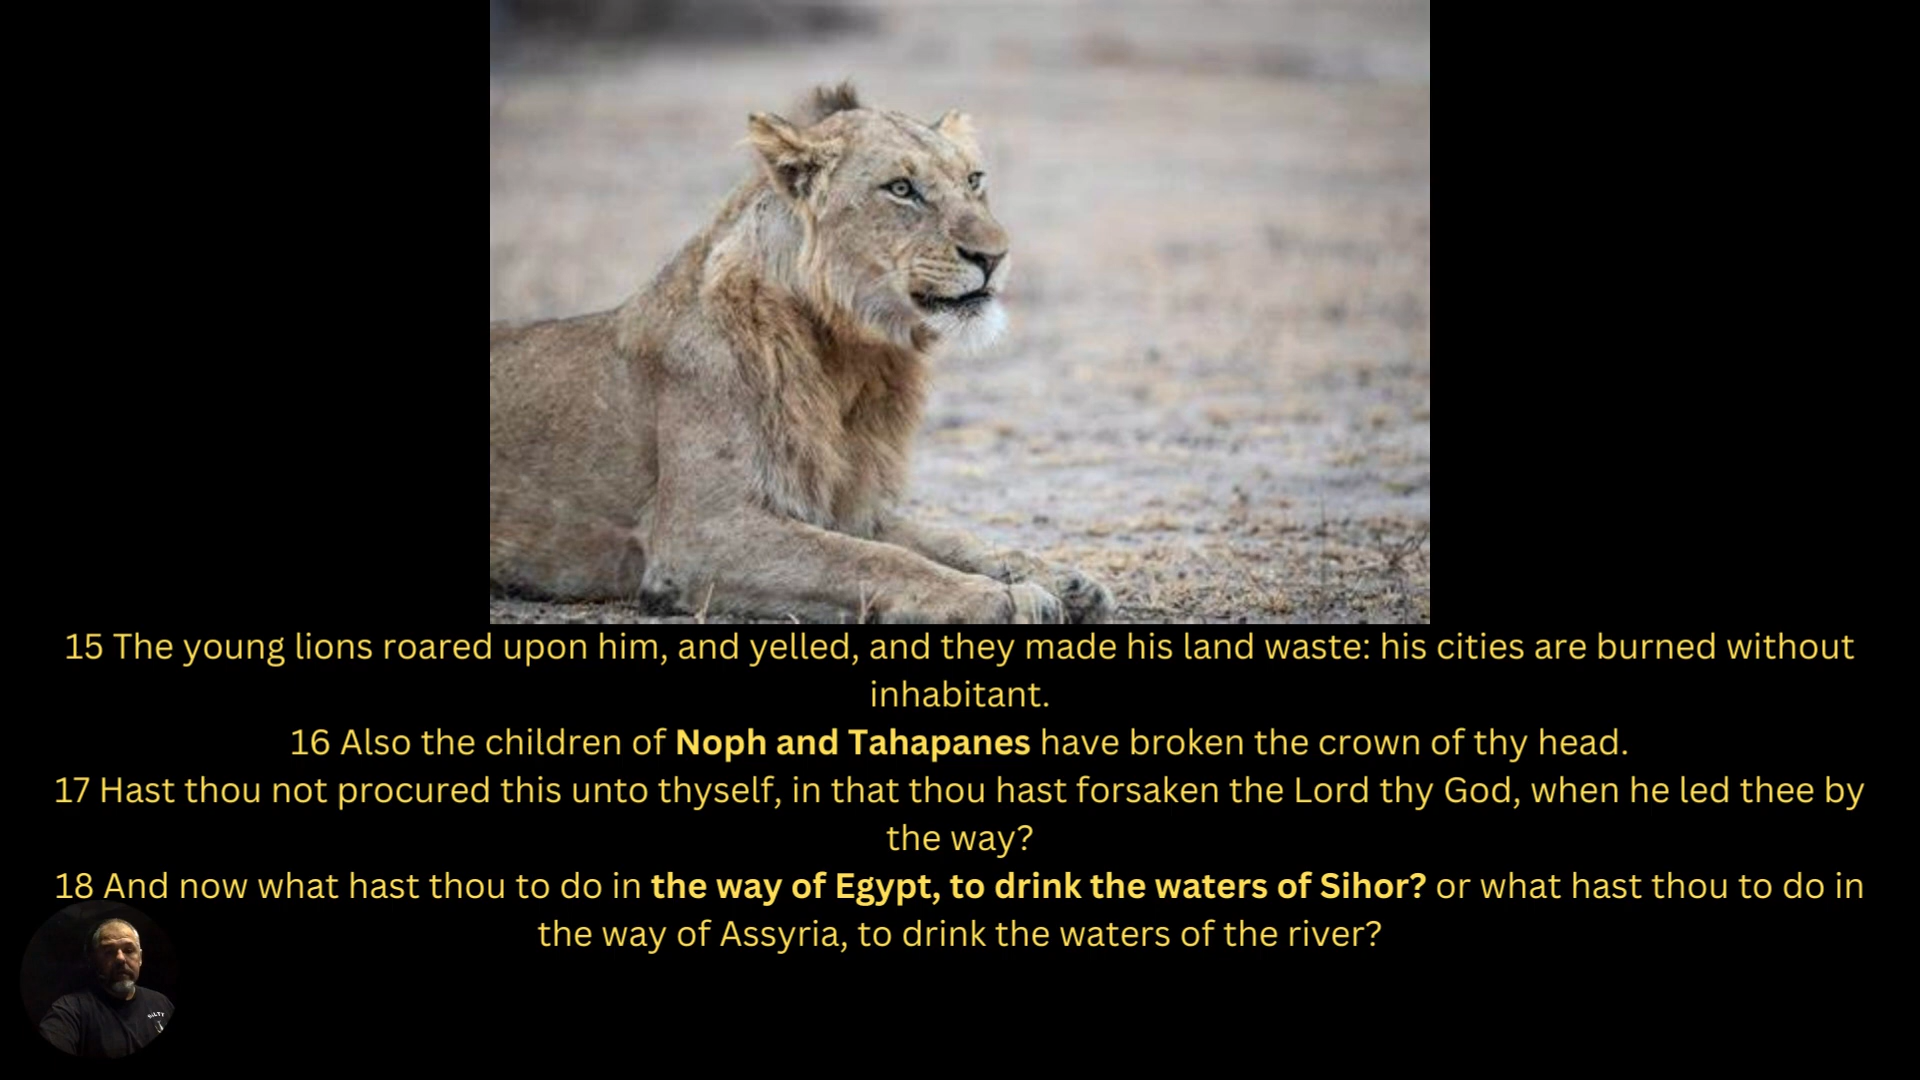 15 The young lions roared upon him, and yelled, and they made his land waste: his cities are burned without
inhabitant.
16 Also the children of Noph and Tahapanes have broken the crown of thy head.
17 Hast thou not procured this unto thyself, in that thou hast forsaken the Lord thy God, when he led thee by
the way?
18 And now what hast thou to do in the way of Egypt, to drink the waters of Sihor? or what hast thou to do in
the way of Assyria, to drink the waters of the river?